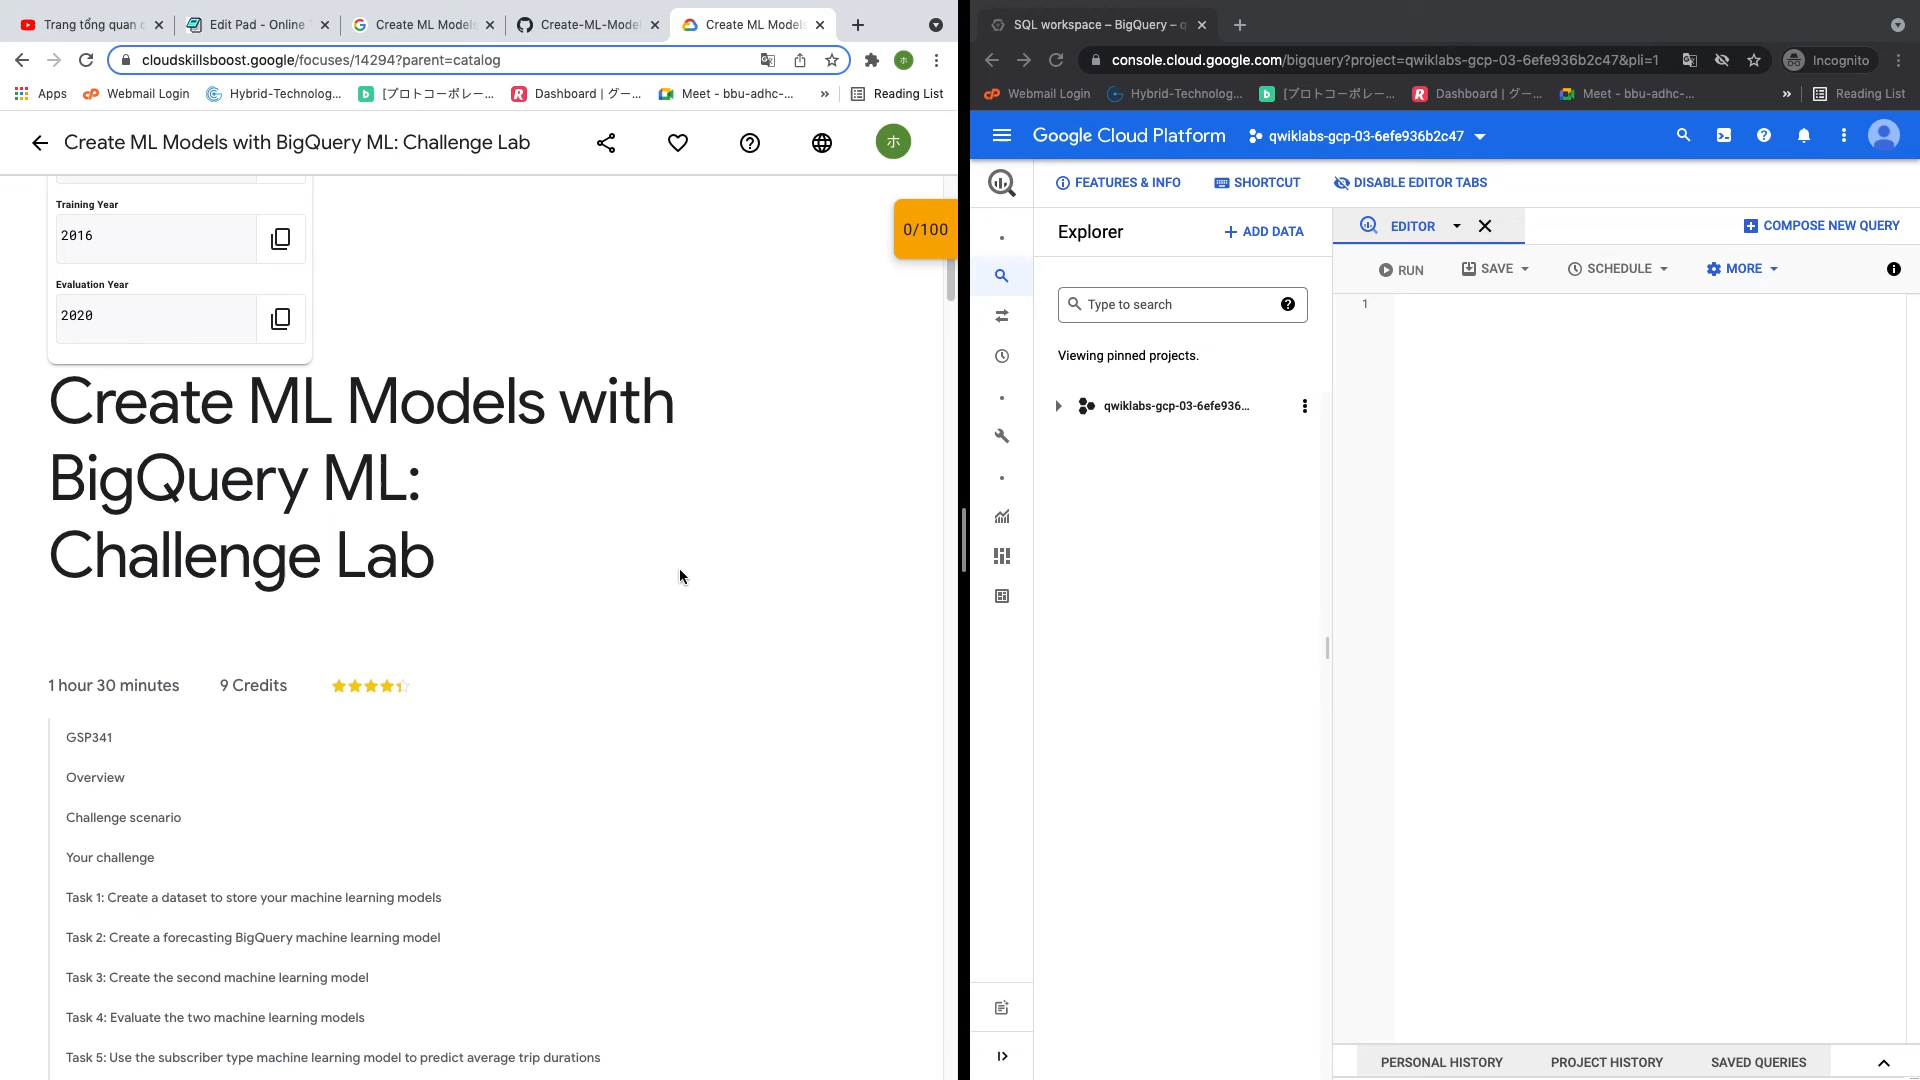 Trang tổng quan
Edit Pad - Online
Create ML Models
Create-ML-Model
Create ML Models
cloudskillsboost.google/focuses/14294?parent=catalog
Apps
Webmail Login
Hybrid-Technolog...
[プロトコーポレー...
Dashboard | グー...
Meet - bbu-adhc-...
»
Reading List
Create ML Models with BigQuery ML: Challenge Lab
ホ
Training Year
2016
0/100
Evaluation Year
2020
Create ML Models with
BigQuery ML:
Challenge Lab
1 hour 30 minutes
9 Credits
GSP341
Overview
Challenge scenario
Your challenge
Task 1: Create a dataset to store your machine learning models
Task 2: Create a forecasting BigQuery machine learning model
Task 3: Create the second machine learning model
Task 4: Evaluate the two machine learning models
Task 5: Use the subscriber type machine learning model to predict average trip durations
SQL workspace – BigQuery –
console.cloud.google.com/bigquery?project=qwiklabs-gcp-03-6efe936b2c47&pli=1
Incognito
Webmail Login
Hybrid-Technolog...
[プロトコーポレー...
Dashboard | グー...
Meet - bbu-adhc-...
»
Reading List
Google Cloud Platform
qwiklabs-gcp-03-6efe936b2c47
FEATURES & INFO
SHORTCUT
DISABLE EDITOR TABS
Explorer
ADD DATA
EDITOR
COMPOSE NEW QUERY
RUN
SAVE
SCHEDULE
MORE
Type to search
1
Viewing pinned projects.
qwiklabs-gcp-03-6efe936...
PERSONAL HISTORY
PROJECT HISTORY
SAVED QUERIES